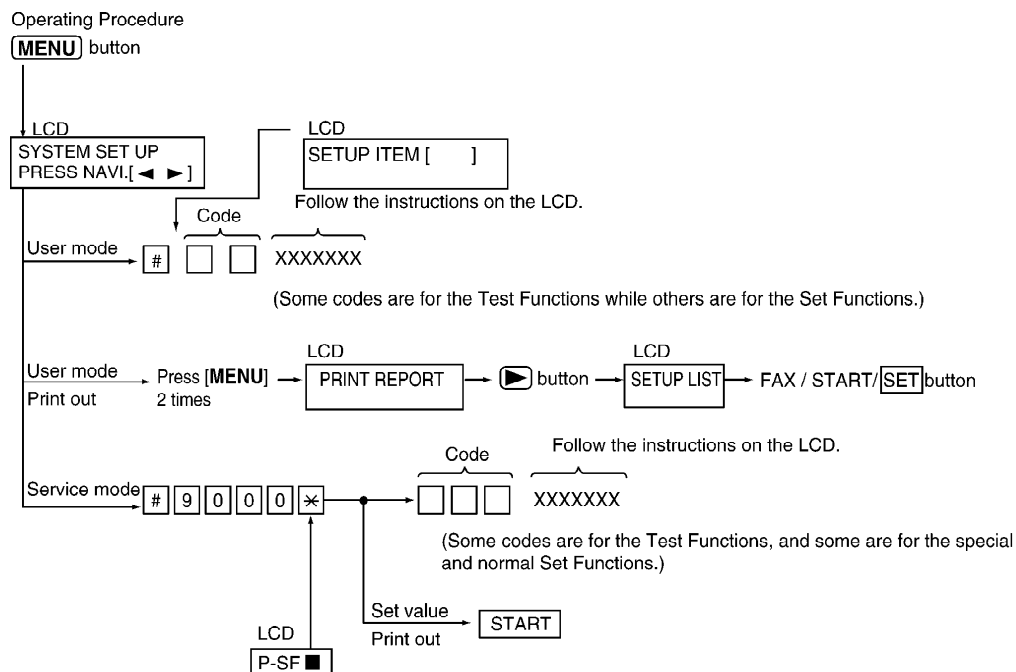 Operating Procedure
MENU button
LCD
SYSTEM SET UP
PRESS NAVI.[ ◄ ► ]
LCD
SETUP ITEM [ ]
Follow the instructions on the LCD.
Code
User mode
# XXXXXXX
(Some codes are for the Test Functions while others are for the Set Functions.)
User mode
Print out
Press [MENU]
2 times
LCD
PRINT REPORT
► button
LCD
SETUP LIST
FAX / START/ SET button
Follow the instructions on the LCD.
Code
Service mode
# 9 0 0 0 * XXXXXXX
(Some codes are for the Test Functions, and some are for the special
and normal Set Functions.)
Set value
Print out
START
LCD
P-SF ■